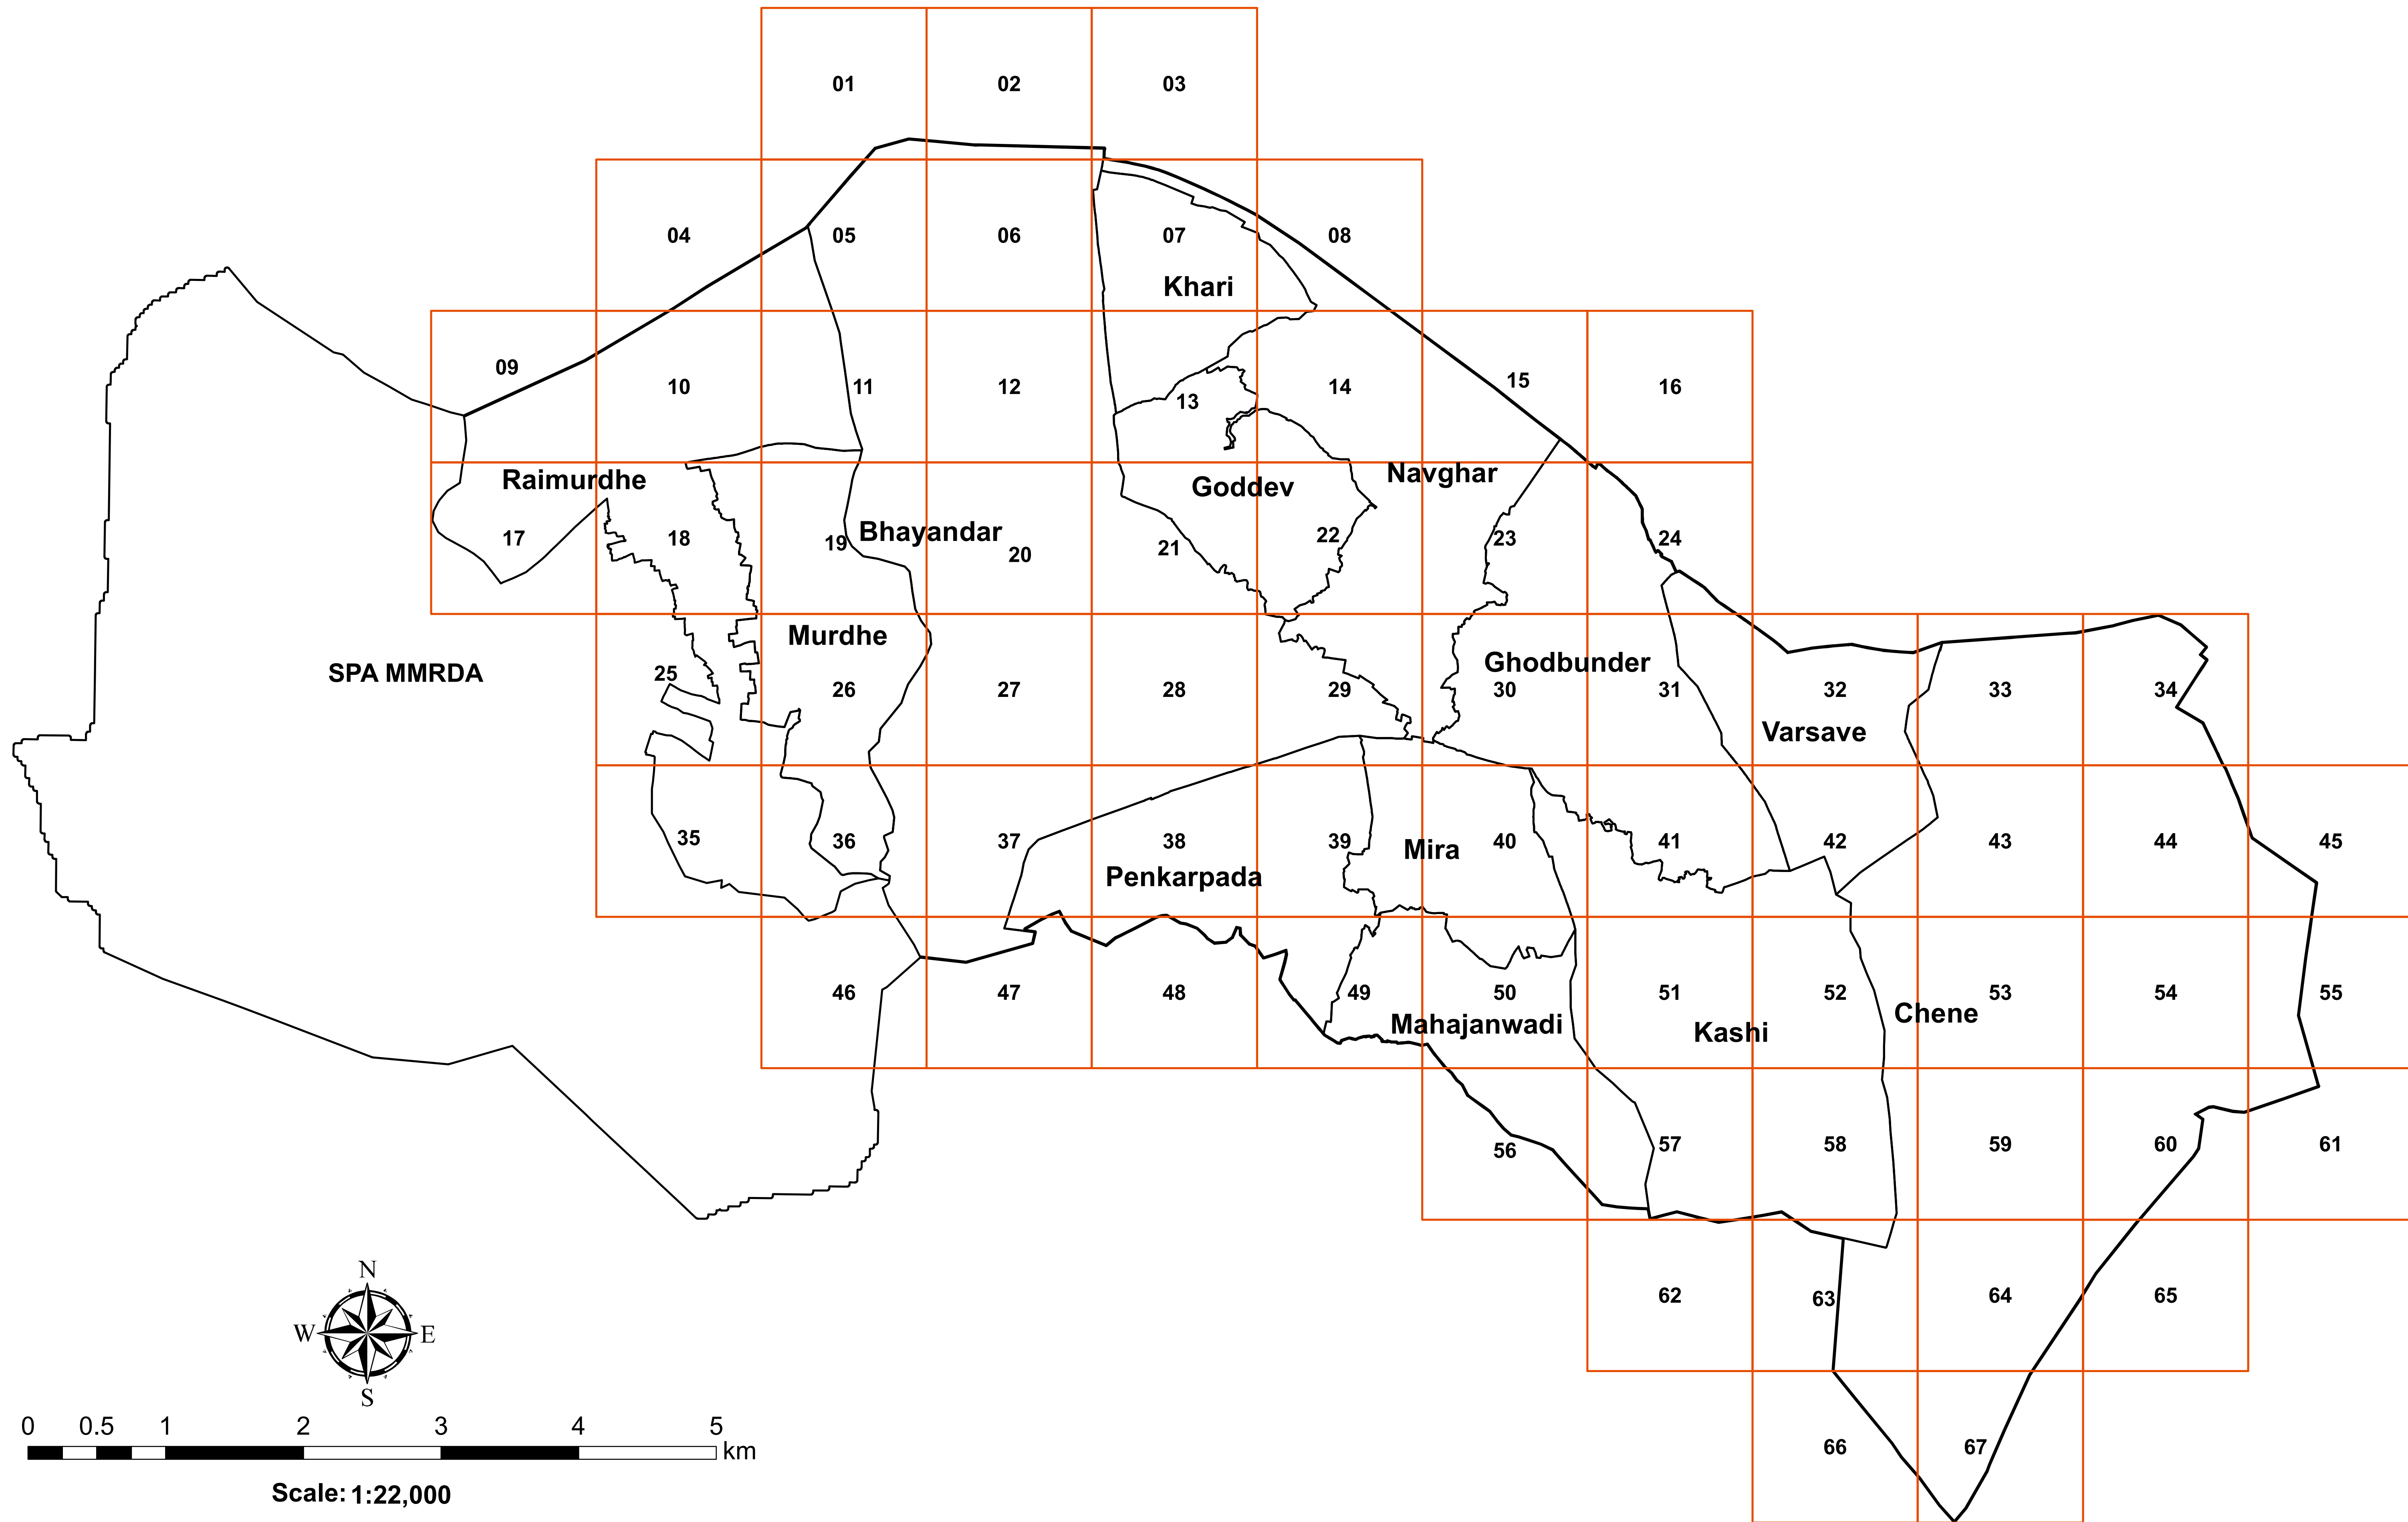 01 02 03
04 05 06 07 08
Khari
09 10 11 12 13 14 15 16
Raimurdhe Goddev Navghar
17 18 19 Bhayandar 20 21 22 23 24
Murdhe Ghodbunder
SPA MMRDA 25 26 27 28 29 30 31 32 33 34
Varsave
35 36 37 38 39 Mira 40 41 42 43 44 45
Penkarpada
46 47 48 49 50 51 52 53 54 55
Mahajanwadi Kashi Chene
56 57 58 59 60 61
N
W E
S
62 63 64 65
0 0.5 1 2 3 4 5
km
66 67
Scale: 1:22,000